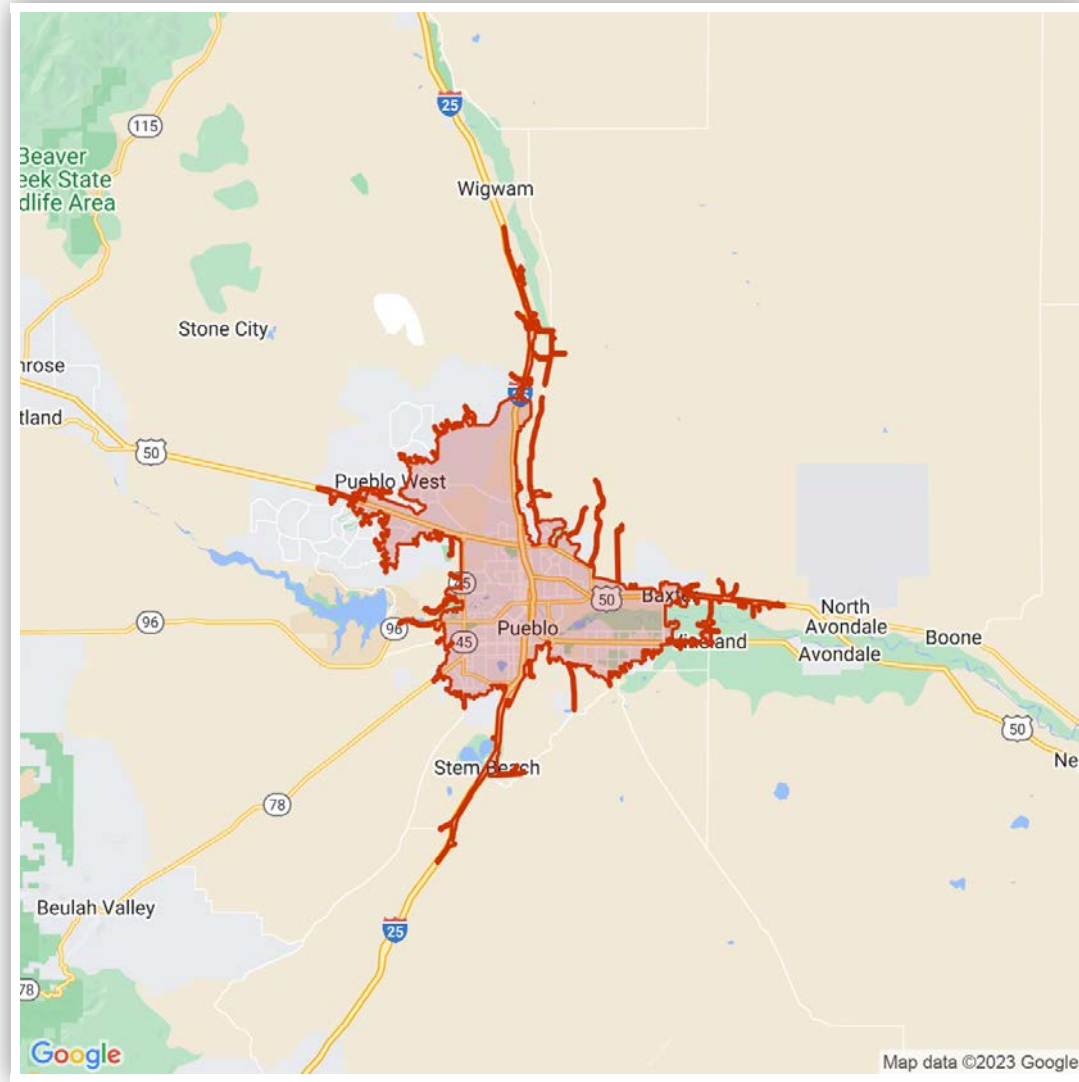 25
115
Beaver
eek State
dlife Area
Wigwam
Stone City
nrose
tland
50
Pueblo West
45
50
Baxte
North
Avondale
96
96
45
Pueblo
Vineland
Boone
Avondale
50
Ne
Stem Beach
78
Beulah Valley
25
78
Google
Map data ©2023 Google